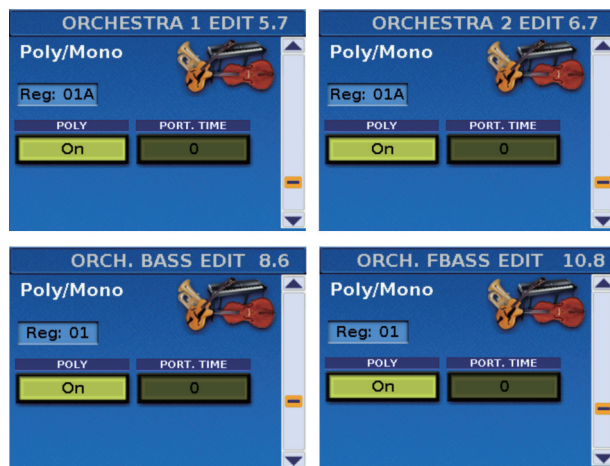 ORCHESTRA 1 EDIT 5.7
Poly/Mono
Reg: 01A
POLY PORT. TIME
On 0
ORCHESTRA 2 EDIT 6.7
Poly/Mono
Reg: 01A
POLY PORT. TIME
On 0
ORCH. BASS EDIT 8.6
Poly/Mono
Reg: 01
POLY PORT. TIME
On 0
ORCH. FBASS EDIT 10.8
Poly/Mono
Reg: 01
POLY PORT. TIME
On 0